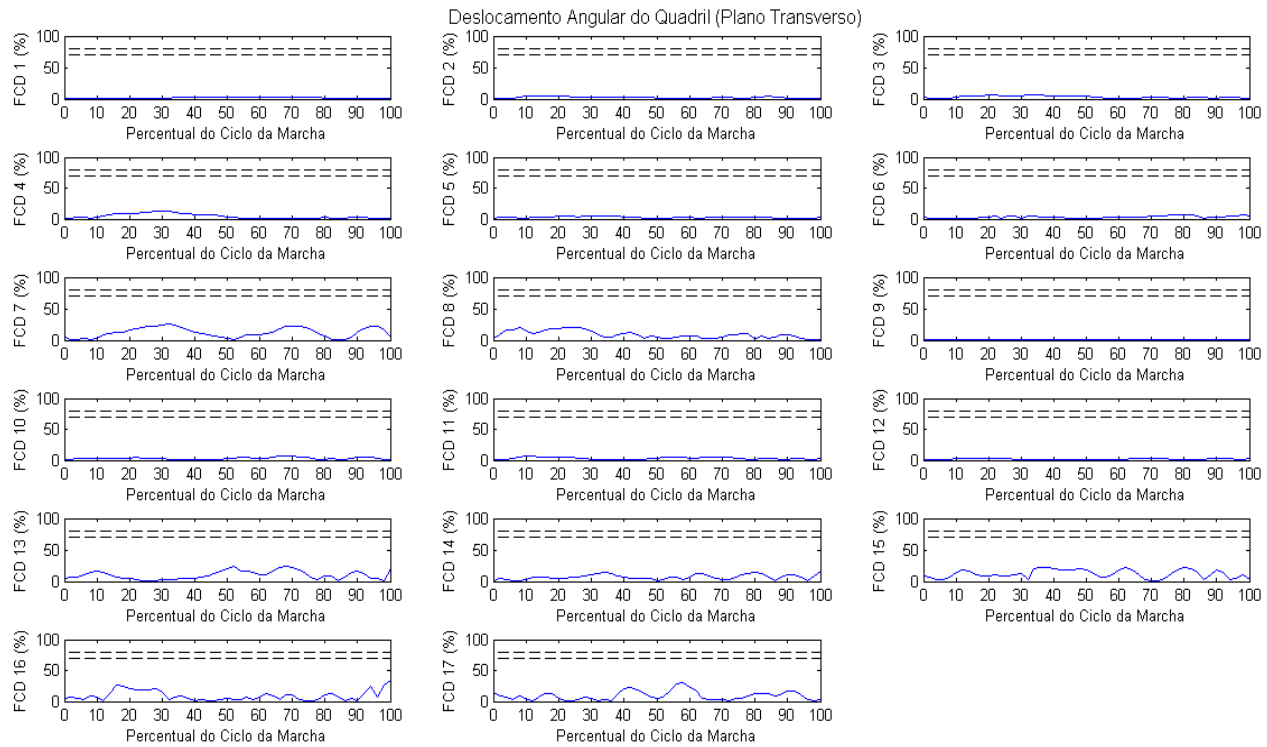 Deslocamento Angular do Quadril (Plano Transverso)
FCD 1 (%)
100
50
0
0 10 20 30 40 50 60 70 80 90 100
Percentual do Ciclo da Marcha
FCD 2 (%)
100
50
0
0 10 20 30 40 50 60 70 80 90 100
Percentual do Ciclo da Marcha
FCD 3 (%)
100
50
0
0 10 20 30 40 50 60 70 80 90 100
Percentual do Ciclo da Marcha
FCD 4 (%)
100
50
0
0 10 20 30 40 50 60 70 80 90 100
Percentual do Ciclo da Marcha
FCD 5 (%)
100
50
0
0 10 20 30 40 50 60 70 80 90 100
Percentual do Ciclo da Marcha
FCD 6 (%)
100
50
0
0 10 20 30 40 50 60 70 80 90 100
Percentual do Ciclo da Marcha
FCD 7 (%)
100
50
0
0 10 20 30 40 50 60 70 80 90 100
Percentual do Ciclo da Marcha
FCD 8 (%)
100
50
0
0 10 20 30 40 50 60 70 80 90 100
Percentual do Ciclo da Marcha
FCD 9 (%)
100
50
0
0 10 20 30 40 50 60 70 80 90 100
Percentual do Ciclo da Marcha
FCD 10 (%)
100
50
0
0 10 20 30 40 50 60 70 80 90 100
Percentual do Ciclo da Marcha
FCD 11 (%)
100
50
0
0 10 20 30 40 50 60 70 80 90 100
Percentual do Ciclo da Marcha
FCD 12 (%)
100
50
0
0 10 20 30 40 50 60 70 80 90 100
Percentual do Ciclo da Marcha
FCD 13 (%)
100
50
0
0 10 20 30 40 50 60 70 80 90 100
Percentual do Ciclo da Marcha
FCD 14 (%)
100
50
0
0 10 20 30 40 50 60 70 80 90 100
Percentual do Ciclo da Marcha
FCD 15 (%)
100
50
0
0 10 20 30 40 50 60 70 80 90 100
Percentual do Ciclo da Marcha
FCD 16 (%)
100
50
0
0 10 20 30 40 50 60 70 80 90 100
Percentual do Ciclo da Marcha
FCD 17 (%)
100
50
0
0 10 20 30 40 50 60 70 80 90 100
Percentual do Ciclo da Marcha